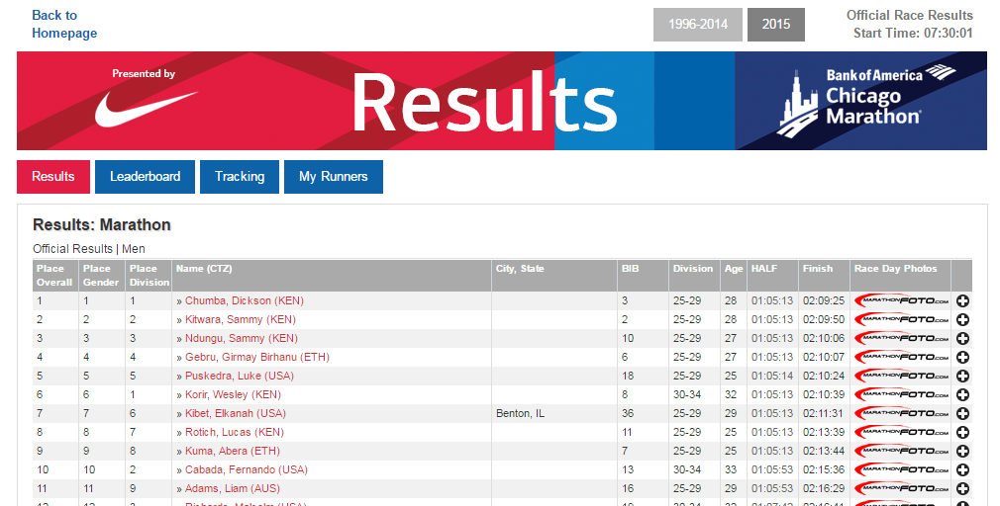 Back to
Homepage
1996-2014
2015
Official Race Results
Start Time: 07:30:01
Presented by
Results
Bank of America
Chicago
Marathon
Results
Leaderboard
Tracking
My Runners
Results: Marathon
Official Results | Men
Place Overall Place Gender Place Division Name (CTZ) City, State BIB Division Age HALF Finish Race Day Photos
1 1 1 » Chumba, Dickson (KEN) 3 25-29 28 01:05:13 02:09:25 MARATHONFOTO.COM
2 2 2 » Kitwara, Sammy (KEN) 2 25-29 28 01:05:13 02:09:50 MARATHONFOTO.COM
3 3 3 » Ndungu, Sammy (KEN) 10 25-29 27 01:05:13 02:10:06 MARATHONFOTO.COM
4 4 4 » Gebru, Girmay Birhanu (ETH) 6 25-29 27 01:05:13 02:10:07 MARATHONFOTO.COM
5 5 5 » Puskedra, Luke (USA) 18 25-29 25 01:05:14 02:10:24 MARATHONFOTO.COM
6 6 1 » Korir, Wesley (KEN) 8 30-34 32 01:05:13 02:10:39 MARATHONFOTO.COM
7 7 6 » Kibet, Elkanah (USA) Benton, IL 36 25-29 29 01:05:13 02:11:31 MARATHONFOTO.COM
8 8 7 » Rotich, Lucas (KEN) 11 25-29 25 01:05:13 02:13:39 MARATHONFOTO.COM
9 9 8 » Kuma, Abera (ETH) 7 25-29 25 01:05:13 02:13:44 MARATHONFOTO.COM
10 10 2 » Cabada, Fernando (USA) 13 30-34 33 01:05:53 02:15:36 MARATHONFOTO.COM
11 11 9 » Adams, Liam (AUS) 16 25-29 29 01:05:53 02:16:29 MARATHONFOTO.COM